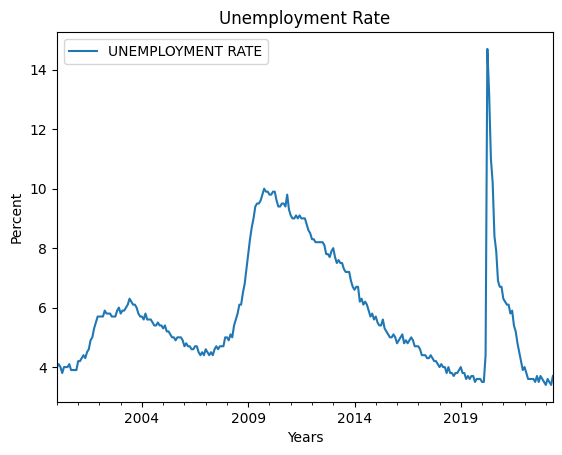 Unemployment Rate
UNEMPLOYMENT RATE
14
12
10
8
6
4
Percent
2004
2009
2014
2019
Years